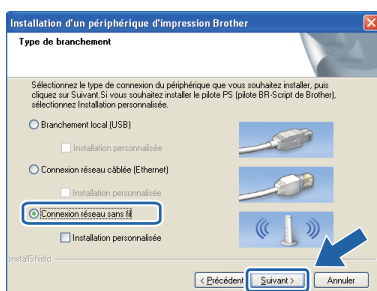 Installation d'un périphérique d'impression Brother
Type de branchement
Sélectionnez le type de connexion du périphérique que vous souhaitez installer, puis
cliquez sur Suivant.Si vous souhaitez installer le pilote PS (pilote BR-Script de Brother),
sélectionnez Installation personnalisée.
Branchement local (USB)
Installation personnalisée
Connexion réseau câblée (Ethernet)
Installation personnalisée
Connexion réseau sans fil
Installation personnalisée
InstallShield
< Précédent
Suivant >
Annuler